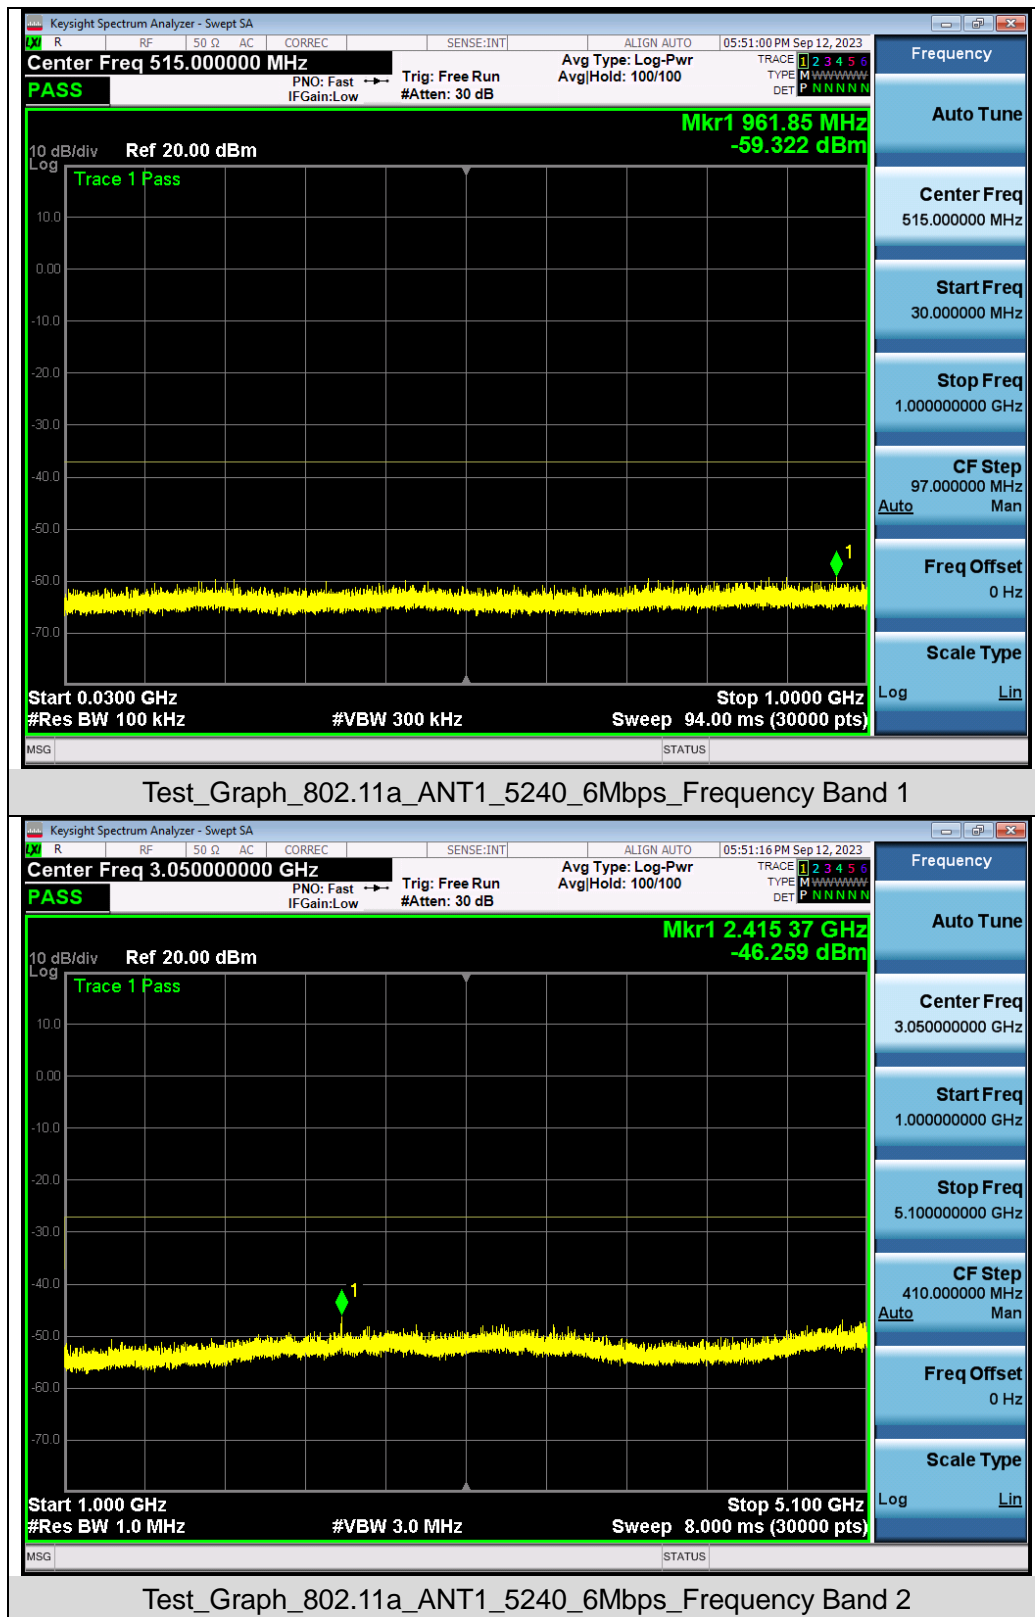 Keysight Spectrum Analyzer - Swept SA
LXI R RF 50 Ω AC CORREC SENSE:INT ALIGN AUTO 05:51:00 PM Sep 12, 2023
Center Freq 515.000000 MHz
PASS
PNO: Fast
IFGain:Low
Trig: Free Run
#Atten: 30 dB
Avg Type: Log-Pwr
Avg|Hold: 100/100
TRACE 1 2 3 4 5 6
TYPE M WWWWW
DET P N N N N N
Mkr1 961.85 MHz
-59.322 dBm
10 dB/div Ref 20.00 dBm
Log
Trace 1 Pass
10.0
0.00
-10.0
-20.0
-30.0
-40.0
-50.0
-60.0
-70.0
1
Start 0.0300 GHz Stop 1.0000 GHz
#Res BW 100 kHz #VBW 300 kHz Sweep 94.00 ms (30000 pts)
MSG STATUS
Frequency
Auto Tune
Center Freq
515.000000 MHz
Start Freq
30.000000 MHz
Stop Freq
1.000000000 GHz
CF Step
97.000000 MHz
Auto Man
Freq Offset
0 Hz
Scale Type
Log Lin
Test_Graph_802.11a_ANT1_5240_6Mbps_Frequency Band 1
Keysight Spectrum Analyzer - Swept SA
LXI R RF 50 Ω AC CORREC SENSE:INT ALIGN AUTO 05:51:16 PM Sep 12, 2023
Center Freq 3.050000000 GHz
PASS
PNO: Fast
IFGain:Low
Trig: Free Run
#Atten: 30 dB
Avg Type: Log-Pwr
Avg|Hold: 100/100
TRACE 1 2 3 4 5 6
TYPE M WWWWW
DET P N N N N N
Mkr1 2.415 37 GHz
-46.259 dBm
10 dB/div Ref 20.00 dBm
Log
Trace 1 Pass
10.0
0.00
-10.0
-20.0
-30.0
-40.0
-50.0
-60.0
-70.0
1
Start 1.000 GHz Stop 5.100 GHz
#Res BW 1.0 MHz #VBW 3.0 MHz Sweep 8.000 ms (30000 pts)
MSG STATUS
Frequency
Auto Tune
Center Freq
3.050000000 GHz
Start Freq
1.000000000 GHz
Stop Freq
5.100000000 GHz
CF Step
410.000000 MHz
Auto Man
Freq Offset
0 Hz
Scale Type
Log Lin
Test_Graph_802.11a_ANT1_5240_6Mbps_Frequency Band 2